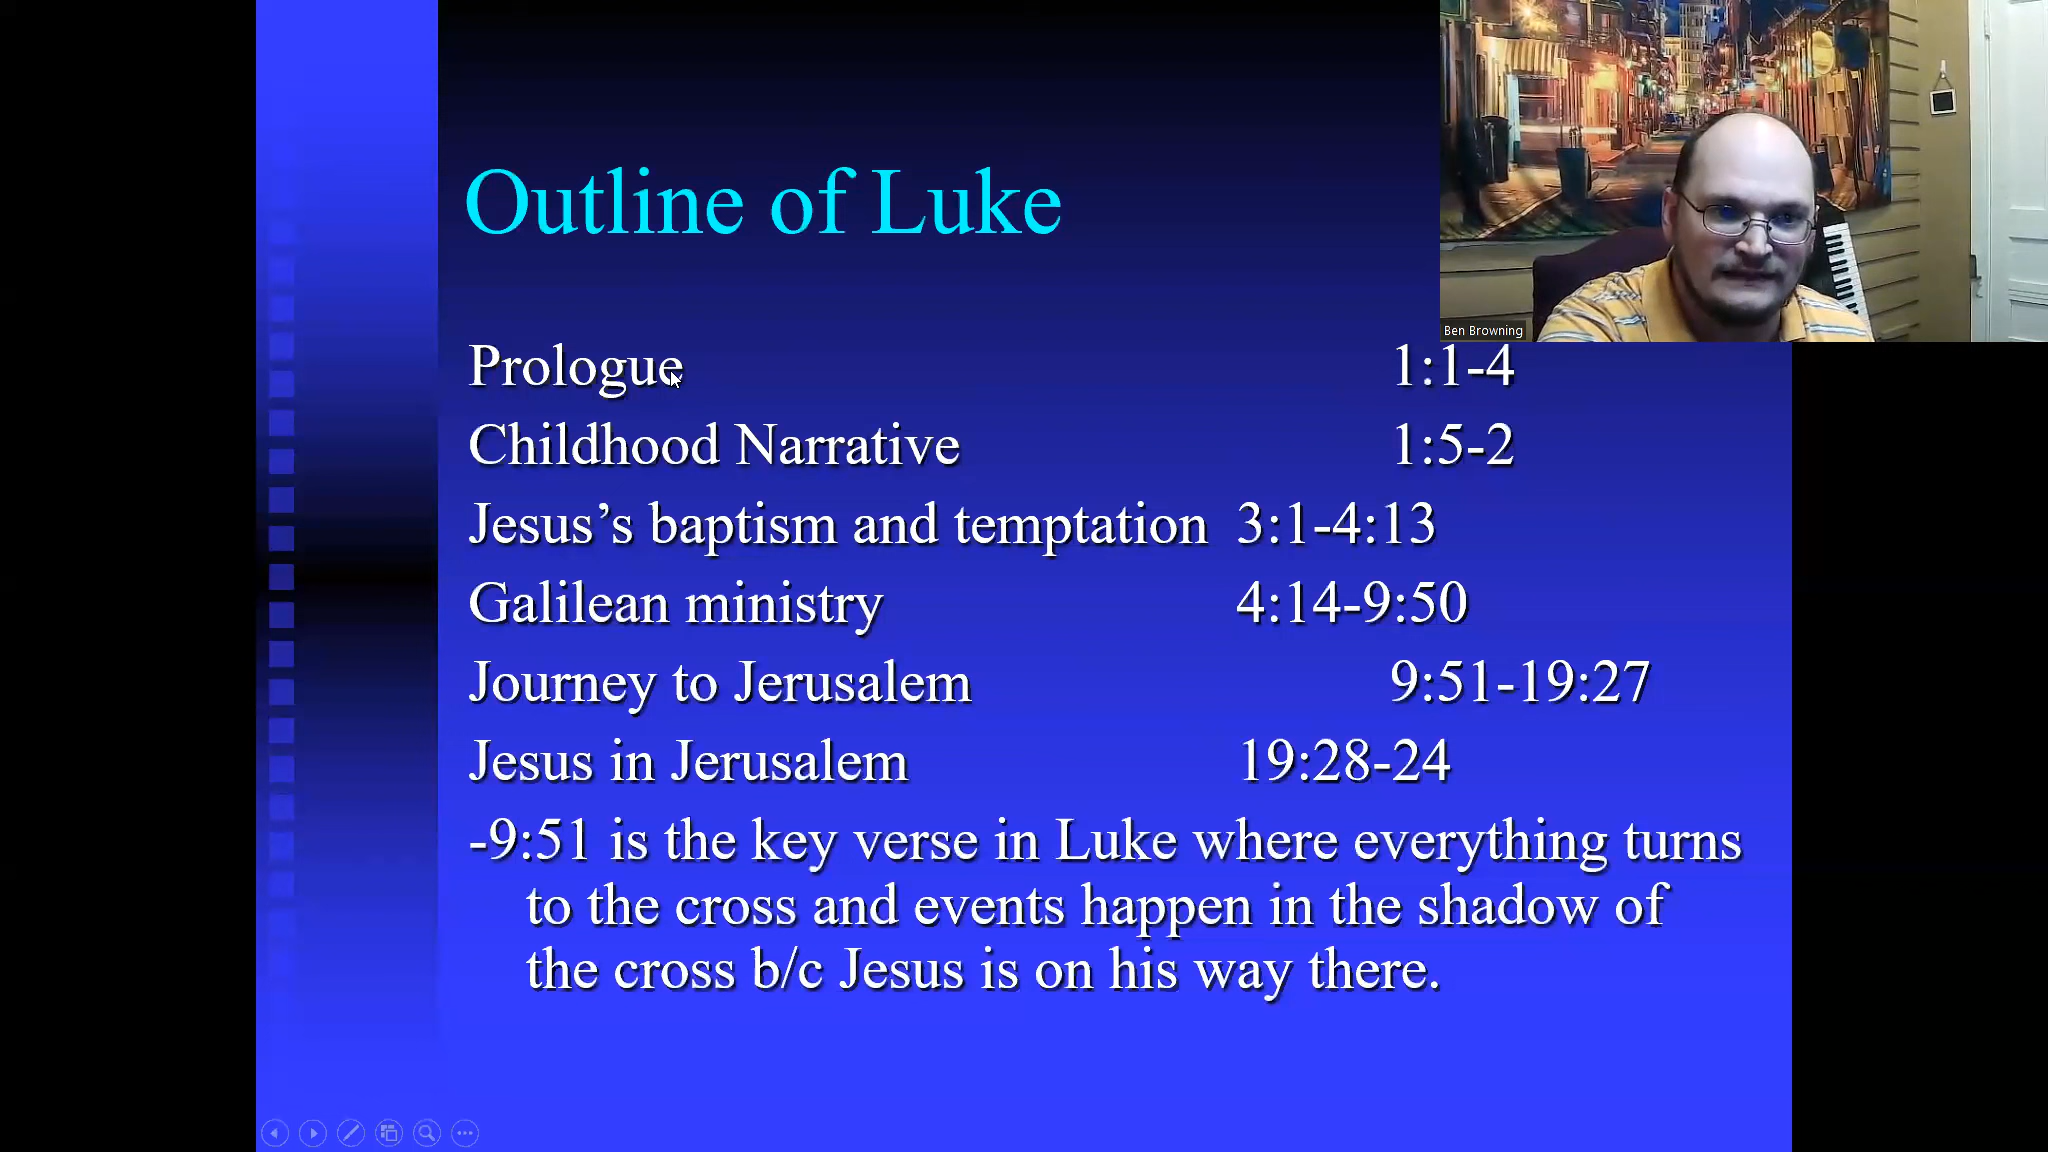 Outline of Luke
Ben Browning
Prologue 1:1-4
Childhood Narrative 1:5-2
Jesus’s baptism and temptation 3:1-4:13
Galilean ministry 4:14-9:50
Journey to Jerusalem 9:51-19:27
Jesus in Jerusalem 19:28-24
-9:51 is the key verse in Luke where everything turns
to the cross and events happen in the shadow of
the cross b/c Jesus is on his way there.